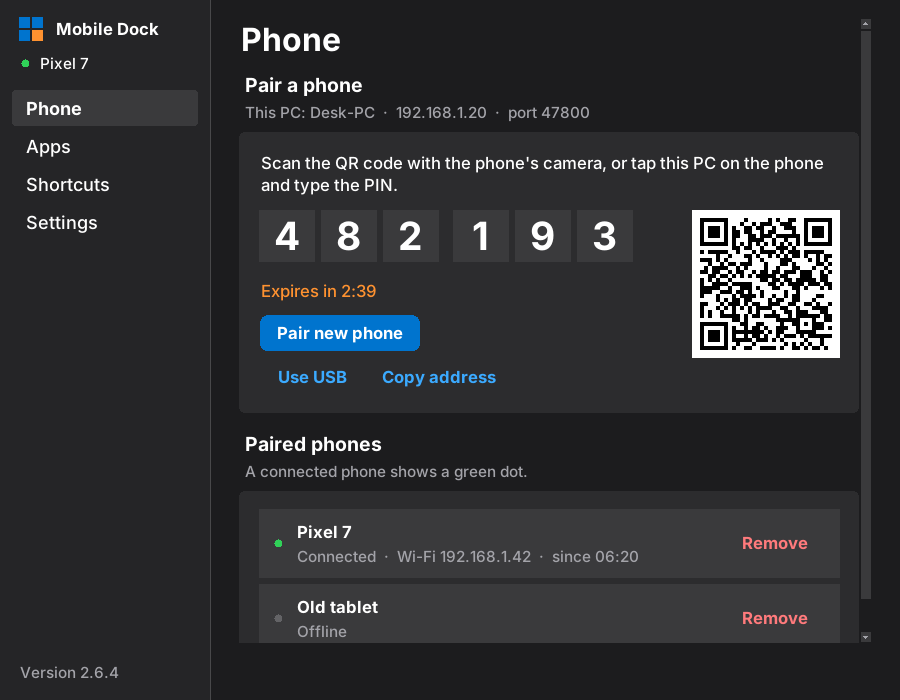 Mobile Dock
Pixel 7
Phone
Apps
Shortcuts
Settings
Version 2.6.4
Phone
Pair a phone
This PC: Desk-PC · 192.168.1.20 · port 47800
Scan the QR code with the phone's camera, or tap this PC on the phone
and type the PIN.
4 8 2 1 9 3
Expires in 2:39
Pair new phone
Use USB Copy address
Paired phones
A connected phone shows a green dot.
Pixel 7
Connected · Wi-Fi 192.168.1.42 · since 06:20
Remove
Old tablet
Offline
Remove